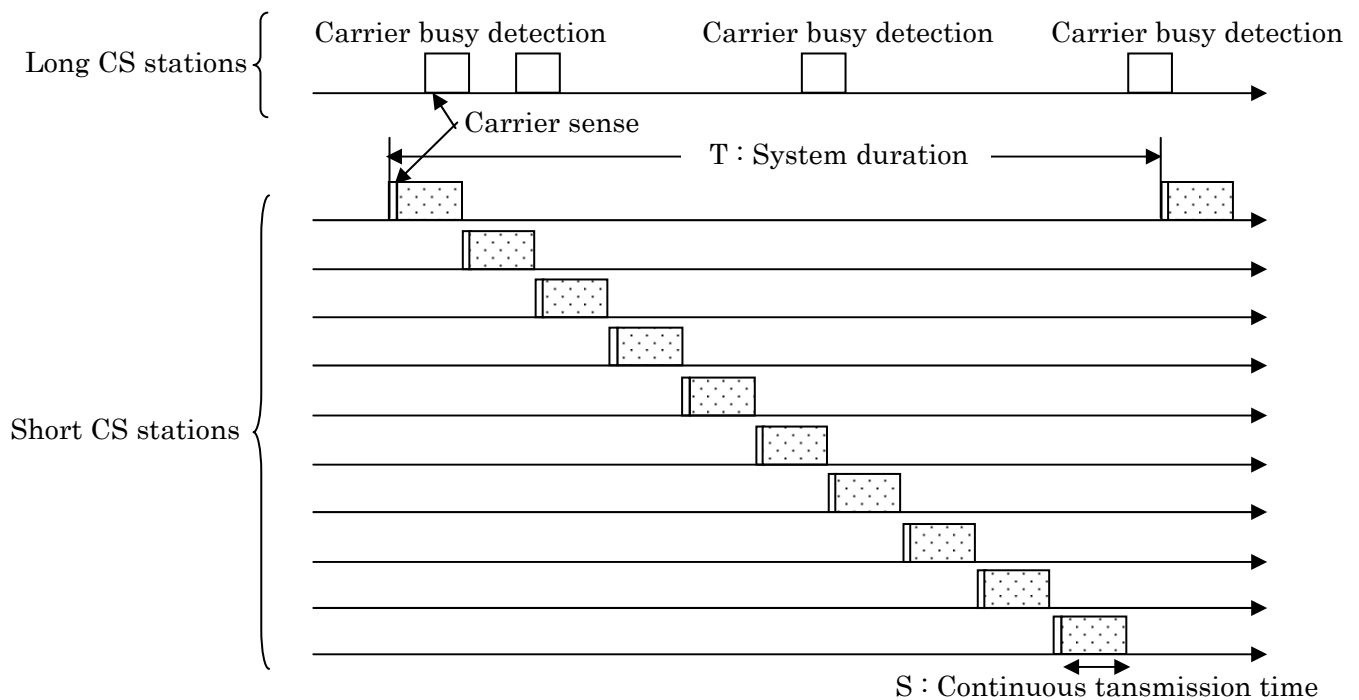 Carrier busy detection
Carrier busy detection
Carrier busy detection
Long CS stations
Carrier sense
T : System duration
Short CS stations
S : Continuous tansmission time